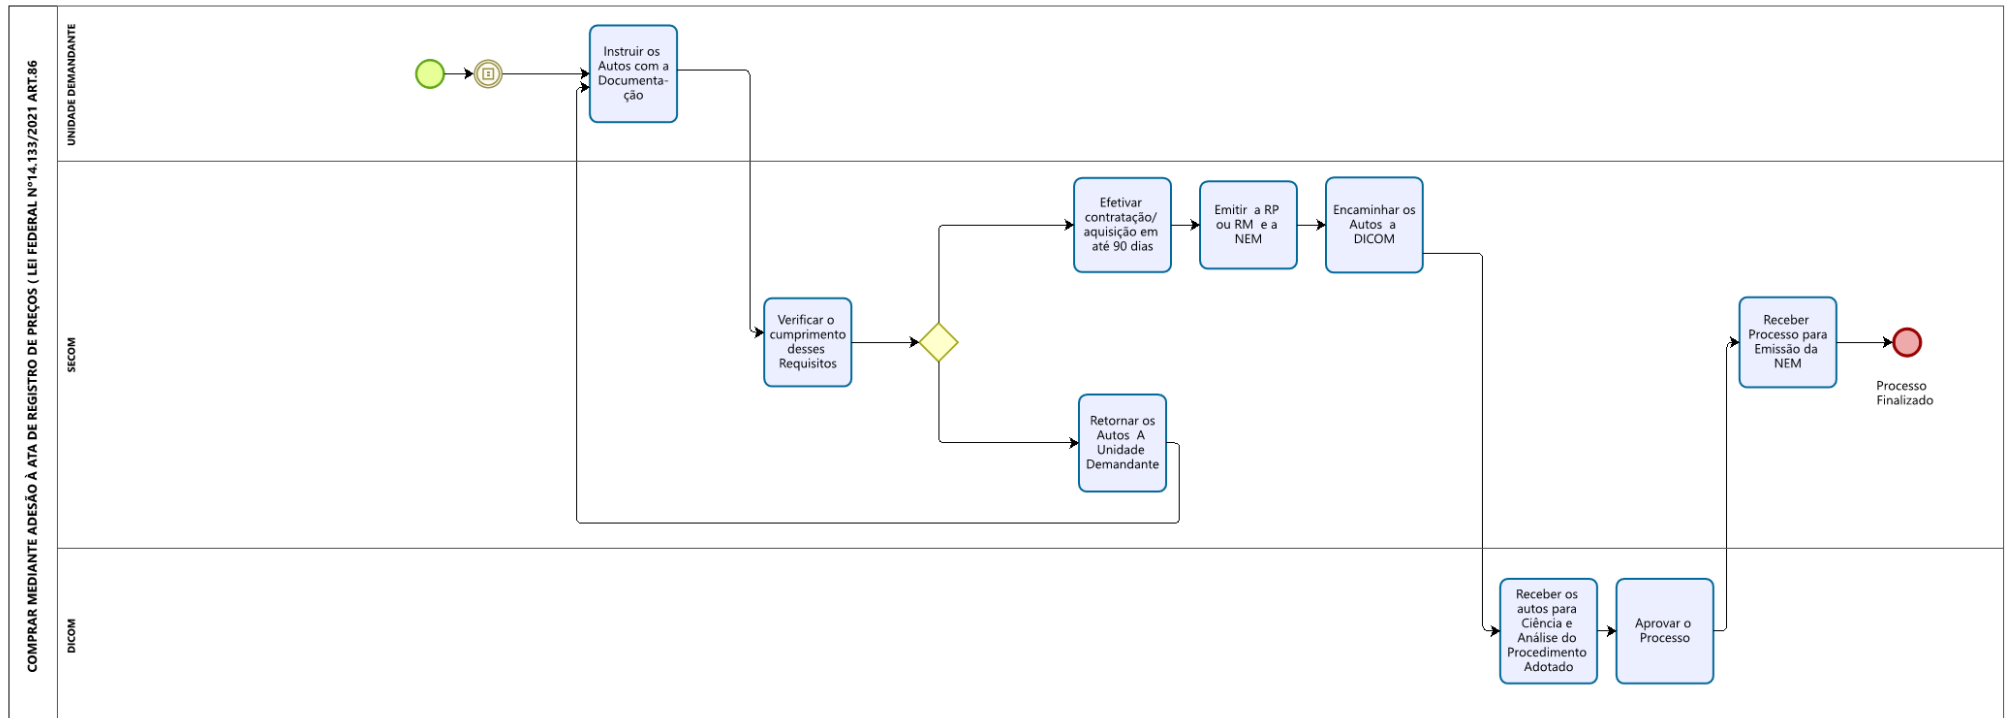 COMPRAR MEDIANTE ADESÃO À ATA DE REGISTRO DE PREÇOS ( LEI FEDERAL Nº14.133/2021 ART.86
UNIDADE DEMANDANTE
Instruir os
Autos com a
Documenta-
ção
SECOM
Verificar o
cumprimento
desses
Requisitos
Efetivar
contratação/
aquisição em
até 90 dias
Emitir  a RP
ou RM  e a
NEM
Encaminhar os
Autos  a
DICOM
Retornar os
Autos  A
Unidade
Demandante
Receber
Processo para
Emissão da
NEM
Processo
Finalizado
DICOM
Receber os
autos para
Ciência e
Análise do
Procedimento
Adotado
Aprovar o
Processo